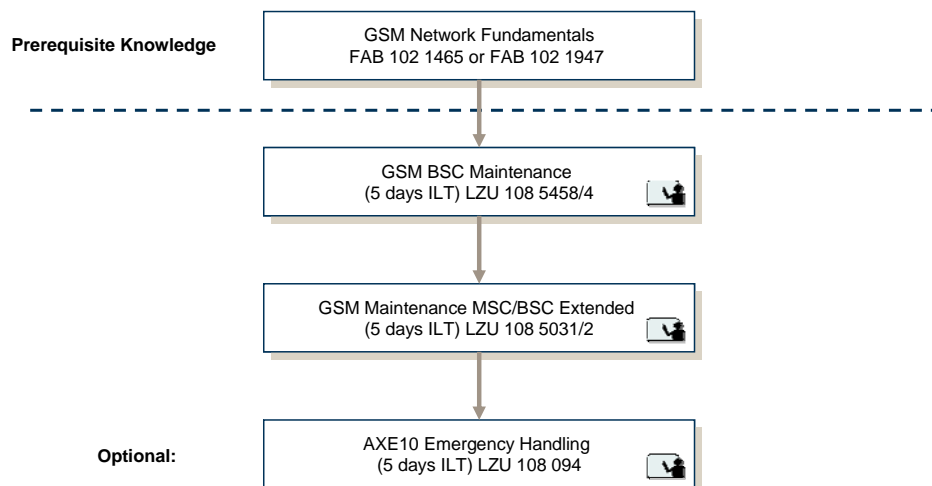 Prerequisite Knowledge
GSM Network Fundamentals
FAB 102 1465 or FAB 102 1947
GSM BSC Maintenance
(5 days ILT) LZU 108 5458/4
GSM Maintenance MSC/BSC Extended
(5 days ILT) LZU 108 5031/2
Optional:
AXE10 Emergency Handling
(5 days ILT) LZU 108 094